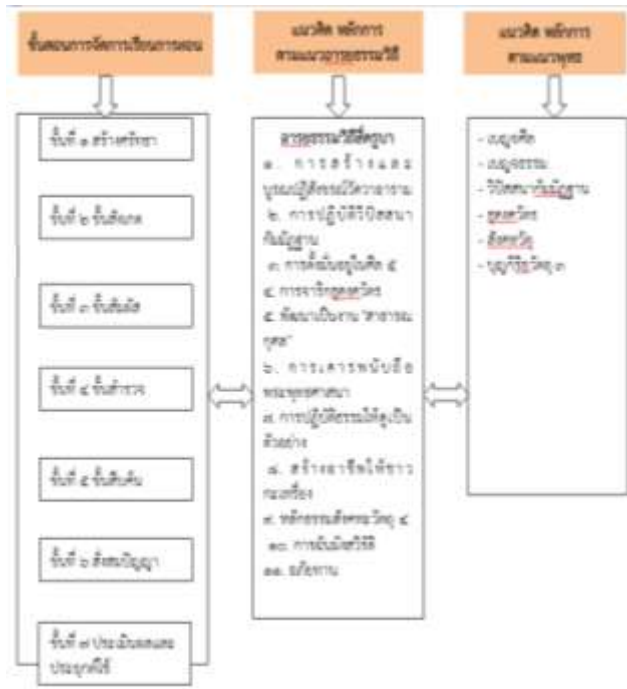 ขั้นตอนการจัดการเรียนการสอน
ขั้นที่ ๑ สร้างศรัทธา
ขั้นที่ ๒ ขั้นสังเกต
ขั้นที่ ๓ ขั้นสัมผัส
ขั้นที่ ๔ ขั้นสำรวจ
ขั้นที่ ๕ ขั้นสืบค้น
ขั้นที่ ๖ สั่งสมปัญญา
ขั้นที่ ๗ ประเมินผลและ
ประยุกต์ใช้
แนวคิด หลักการ
ตามแนวอารยธรรมวิถี
อารยธรรมวิถีครูบา
๑. การสร้างและ
บูรณปฏิสังขรณ์วัดวาอาราม
๒. การปฏิบัติวิปัสสนา
กัมมัฏฐาน
๓. การตั้งมั่นอยู่ในศีล ๕
๔. การจาริกธุดงควัตร
๕. พัฒนาเป็นงาน "สาธารณ
กุศล"
๖. การเคารพนับถือ
พระพุทธศาสนา
๗. การปฏิบัติธรรมให้ดูเป็น
ตัวอย่าง
๘. สร้างอาชีพให้ชาว
กะเหรี่ยง
๙. หลักธรรมสังคหะวัตถุ ๔
๑๐. การฉันมังสวิรัติ
๑๑. อภัยทาน
แนวคิด หลักการ
ตามแนวพุทธ
- เบญจศีล
- เบญจธรรม
- วิปัสสนากัมมัฏฐาน
- ธุดงควัตร
- สังคหวัตถุ
- บุญกิริยวัตถุ ๓